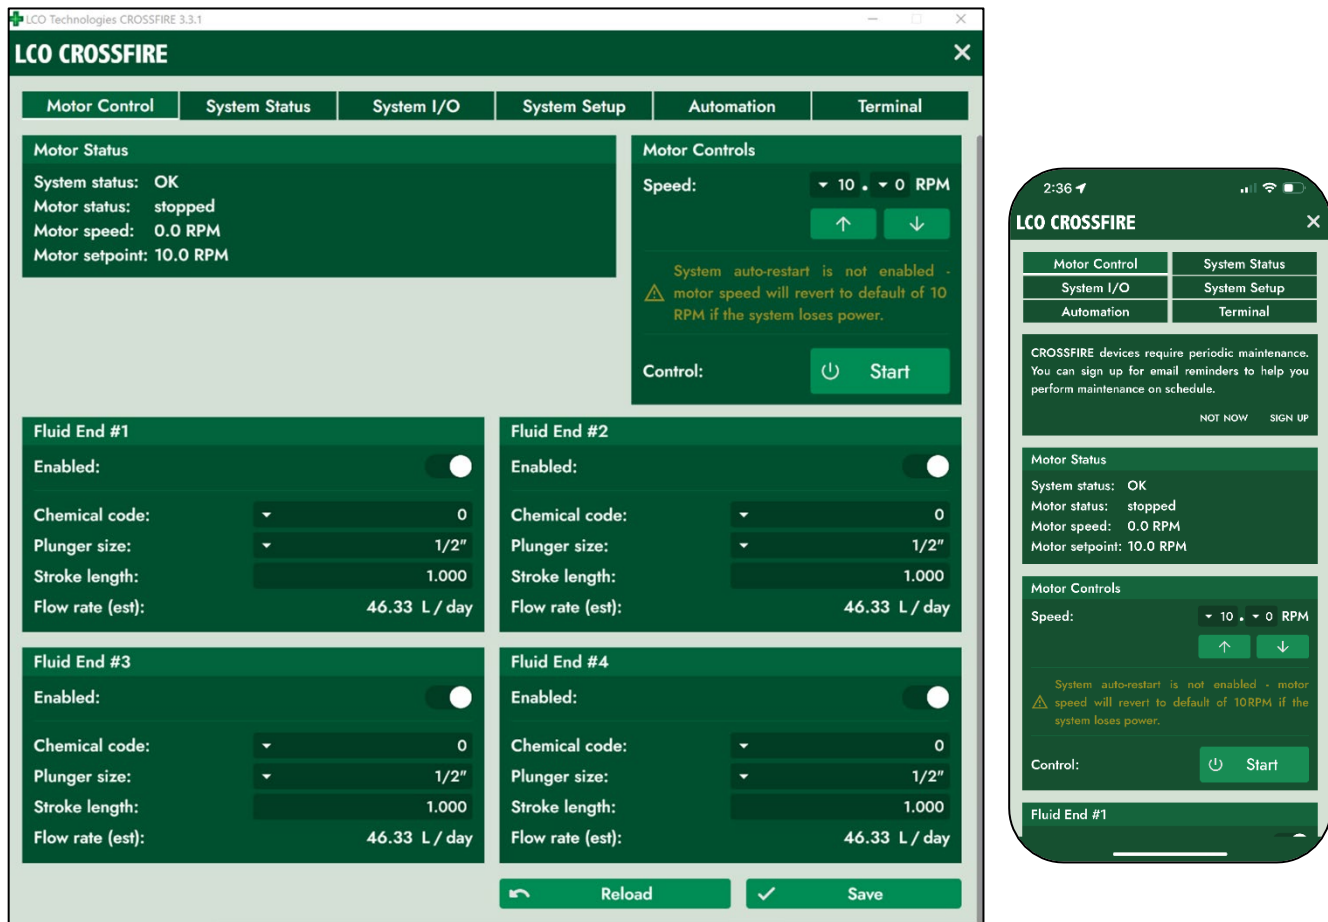 LCO Technologies CROSSFIRE 3.3.1
LCO CROSSFIRE
Motor Control System Status System I/O System Setup Automation Terminal
Motor Status
System status: OK
Motor status: stopped
Motor speed: 0.0 RPM
Motor setpoint: 10.0 RPM
Motor Controls
Speed: 10 . 0 RPM
System auto-restart is not enabled -
motor speed will revert to default of 10
RPM if the system loses power.
Control: Start
Fluid End #1
Enabled:
Chemical code: 0
Plunger size: 1/2"
Stroke length: 1.000
Flow rate (est): 46.33 L / day
Fluid End #2
Enabled:
Chemical code: 0
Plunger size: 1/2"
Stroke length: 1.000
Flow rate (est): 46.33 L / day
Fluid End #3
Enabled:
Chemical code: 0
Plunger size: 1/2"
Stroke length: 1.000
Flow rate (est): 46.33 L / day
Fluid End #4
Enabled:
Chemical code: 0
Plunger size: 1/2"
Stroke length: 1.000
Flow rate (est): 46.33 L / day
Reload Save
2:36
LCO CROSSFIRE
Motor Control System Status
System I/O System Setup
Automation Terminal
CROSSFIRE devices require periodic maintenance.
You can sign up for email reminders to help you
perform maintenance on schedule.
NOT NOW SIGN UP
Motor Status
System status: OK
Motor status: stopped
Motor speed: 0.0 RPM
Motor setpoint: 10.0 RPM
Motor Controls
Speed: 10 . 0 RPM
System auto-restart is not enabled - motor
speed will revert to default of 10RPM if the
system loses power.
Control: Start
Fluid End #1